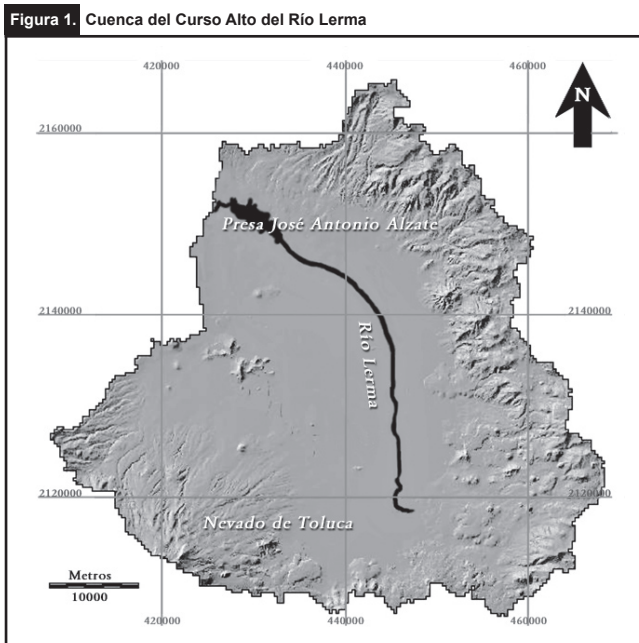 Figura 1. Cuenca del Curso Alto del Río Lerma
420000 440000 460000
N
2160000
Presa José Antonio Alzate
2140000 2140000
Río Lerma
2120000 2120000
Nevado de Toluca
Metros
10000
420000 440000 460000